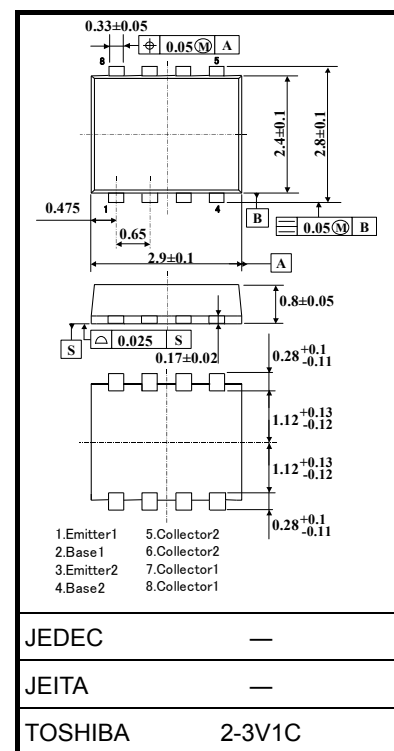 0.33±0.05
⌖ 0.05Ⓜ A
8 5
2.4±0.1
2.8±0.1
1 4
0.475
B
0.65
⌯ 0.05Ⓜ B
2.9±0.1
A
0.8±0.05
S
⌓ 0.025 S
0.17±0.02
0.28 +0.1 -0.11
1.12 +0.13 -0.12
1.12 +0.13 -0.12
0.28 +0.1 -0.11
1.Emitter1 5.Collector2
2.Base1 6.Collector2
3.Emitter2 7.Collector1
4.Base2 8.Collector1
JEDEC —
JEITA —
TOSHIBA 2-3V1C